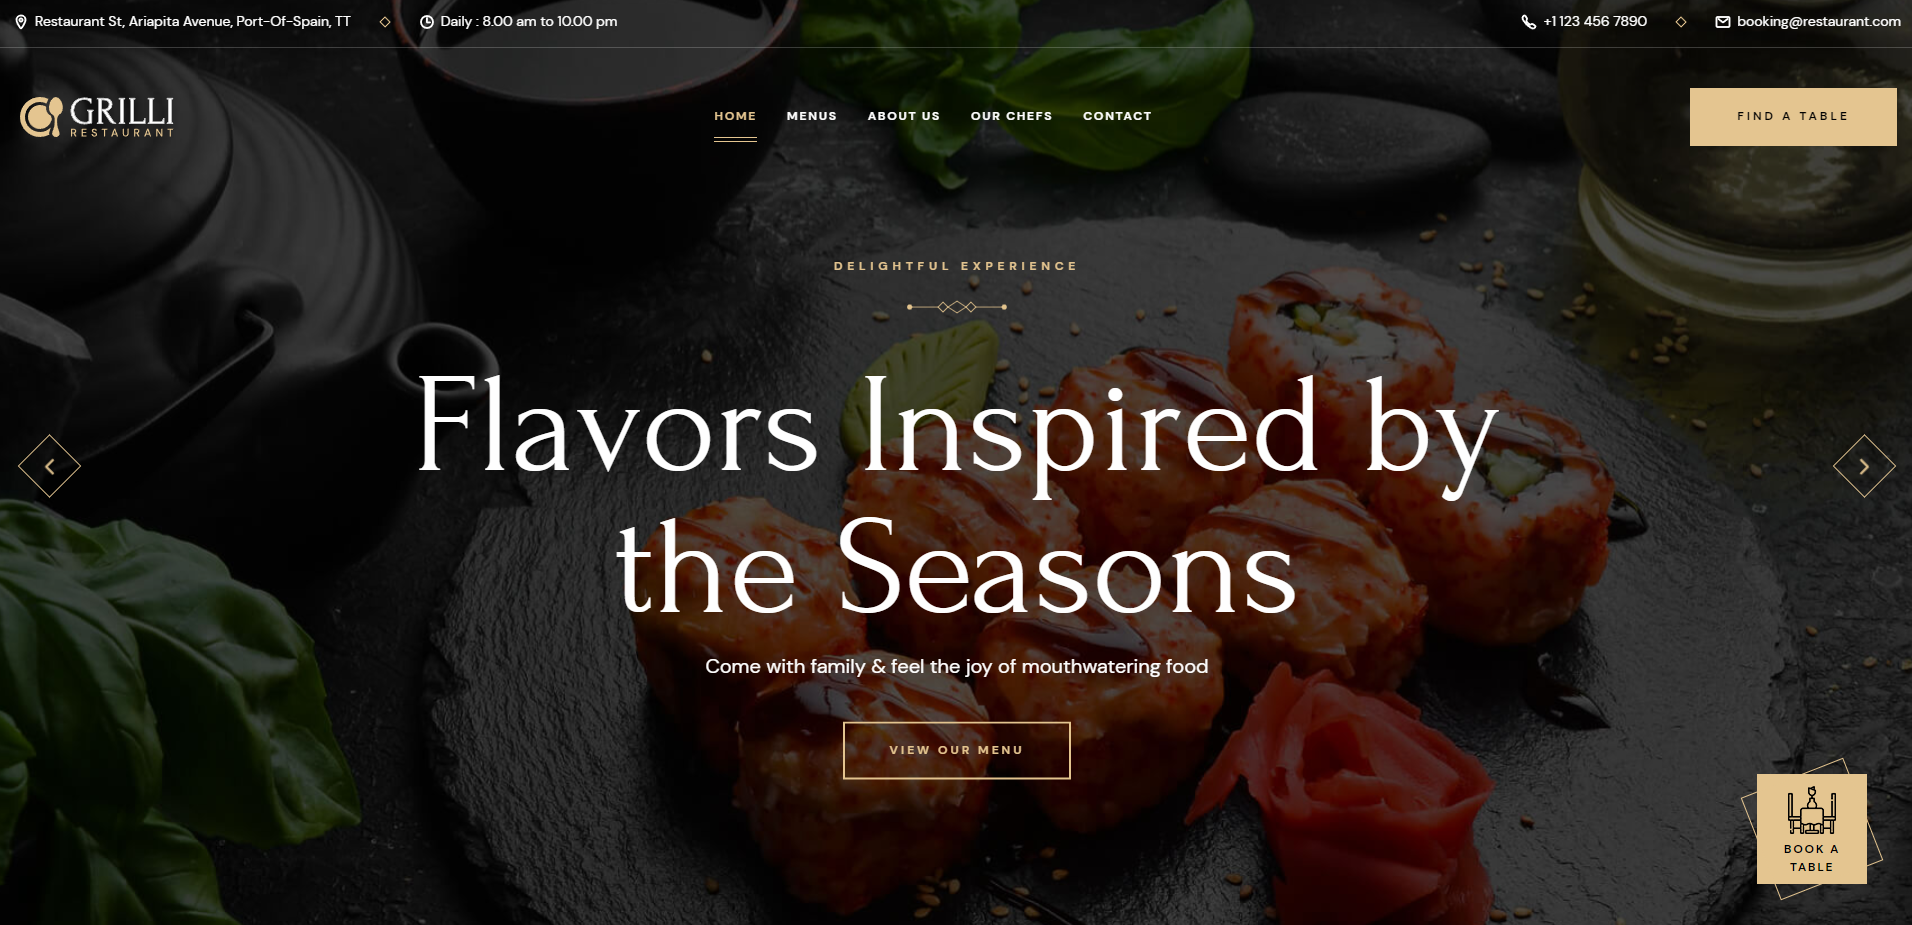 Restaurant St, Ariapita Avenue, Port-Of-Spain, TT
Daily : 8.00 am to 10.00 pm
+1 123 456 7890
booking@restaurant.com
GRILLI
RESTAURANT
HOME
MENUS
ABOUT US
OUR CHEFS
CONTACT
FIND A TABLE
DELIGHTFUL EXPERIENCE
Flavors Inspired by
the Seasons
Come with family & feel the joy of mouthwatering food
VIEW OUR MENU
BOOK A
TABLE